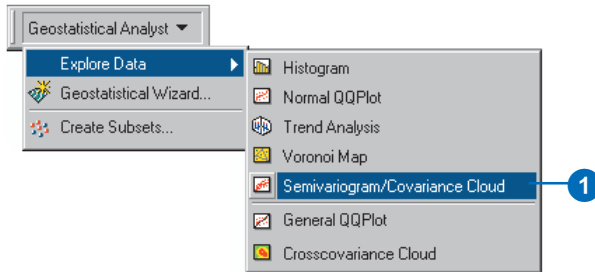 Geostatistical Analyst
Explore Data
Geostatistical Wizard...
Create Subsets...
Histogram
Normal QQPlot
Trend Analysis
Voronoi Map
Semivariogram/Covariance Cloud
1
General QQPlot
Crosscovariance Cloud